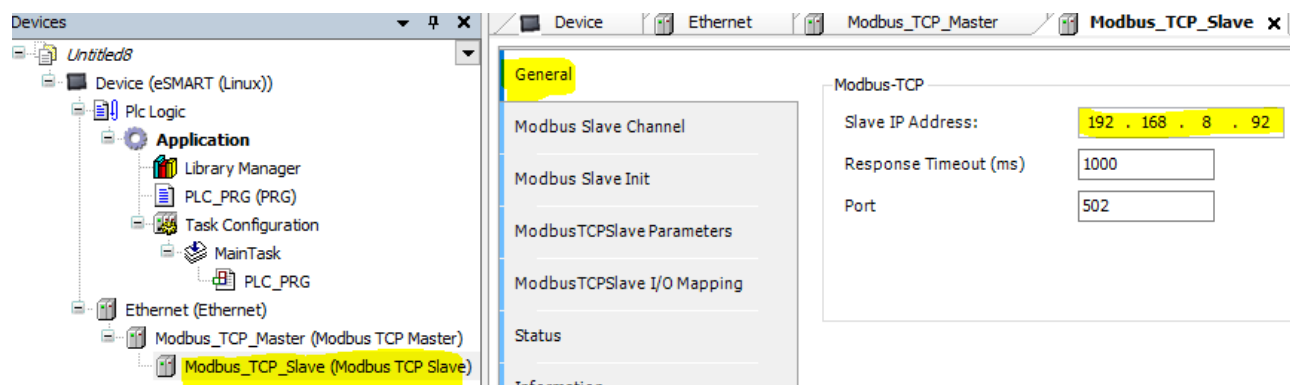 Devices
Untitled8
Device (eSMART (Linux))
Plc Logic
Application
Library Manager
PLC_PRG (PRG)
Task Configuration
MainTask
PLC_PRG
Ethernet (Ethernet)
Modbus_TCP_Master (Modbus TCP Master)
Modbus_TCP_Slave (Modbus TCP Slave)
Device Ethernet Modbus_TCP_Master Modbus_TCP_Slave X
General
Modbus Slave Channel
Modbus Slave Init
ModbusTCPSlave Parameters
ModbusTCPSlave I/O Mapping
Status
Information
Modbus-TCP
Slave IP Address: 192 . 168 . 8 . 92
Response Timeout (ms) 1000
Port 502